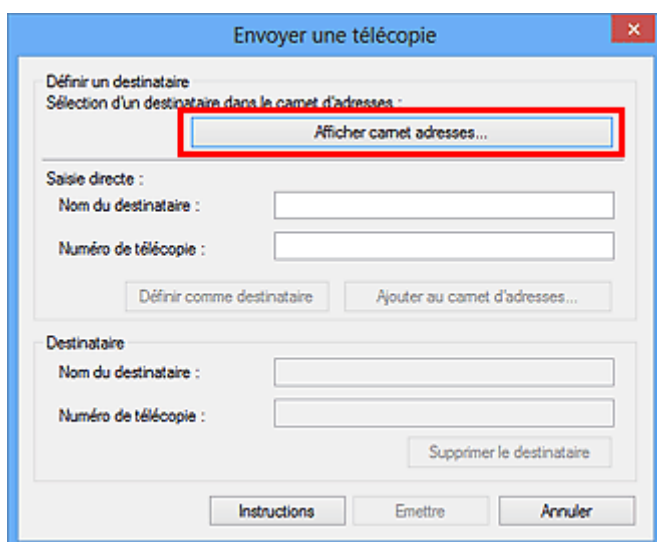 Envoyer une télécopie
Définir un destinataire
Sélection d'un destinataire dans le carnet d'adresses :
Afficher carnet adresses...
Saisie directe :
Nom du destinataire :
Numéro de télécopie :
Définir comme destinataire
Ajouter au carnet d'adresses...
Destinataire
Nom du destinataire :
Numéro de télécopie :
Supprimer le destinataire
Instructions
Emettre
Annuler